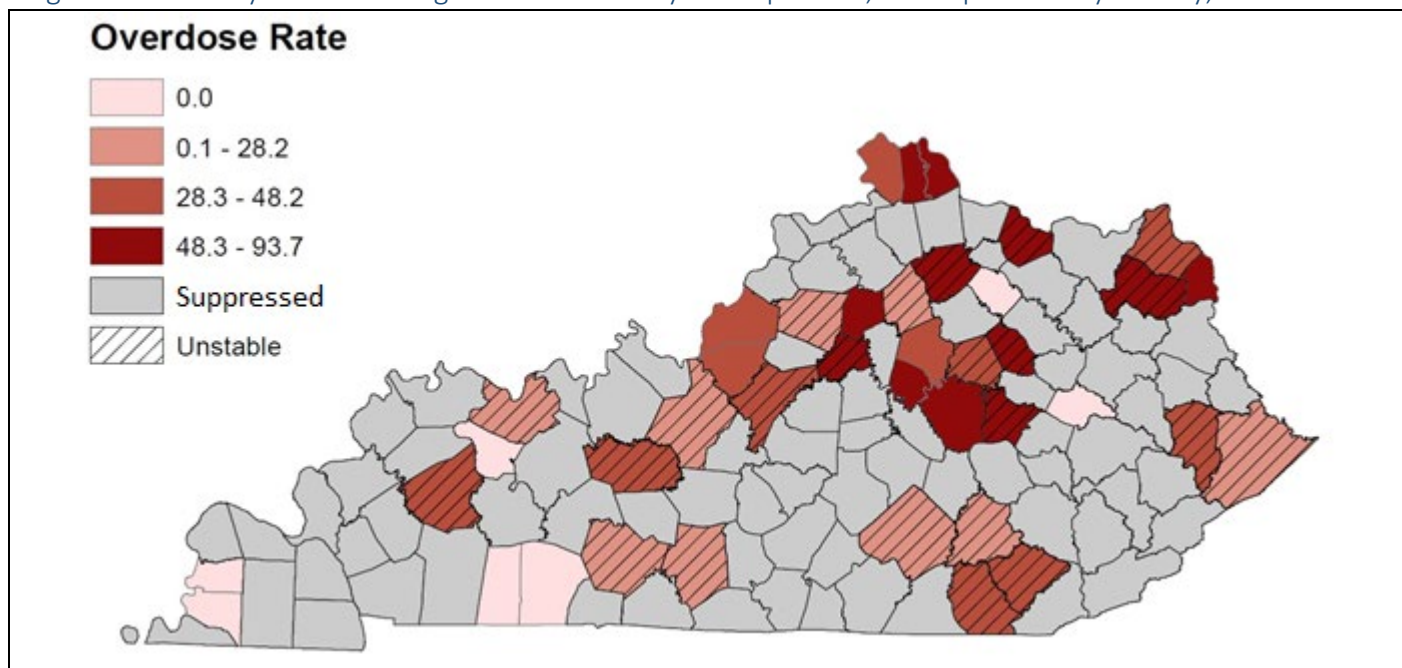 Overdose Rate
0.0
0.1 - 28.2
28.3 - 48.2
48.3 - 93.7
Suppressed
Unstable